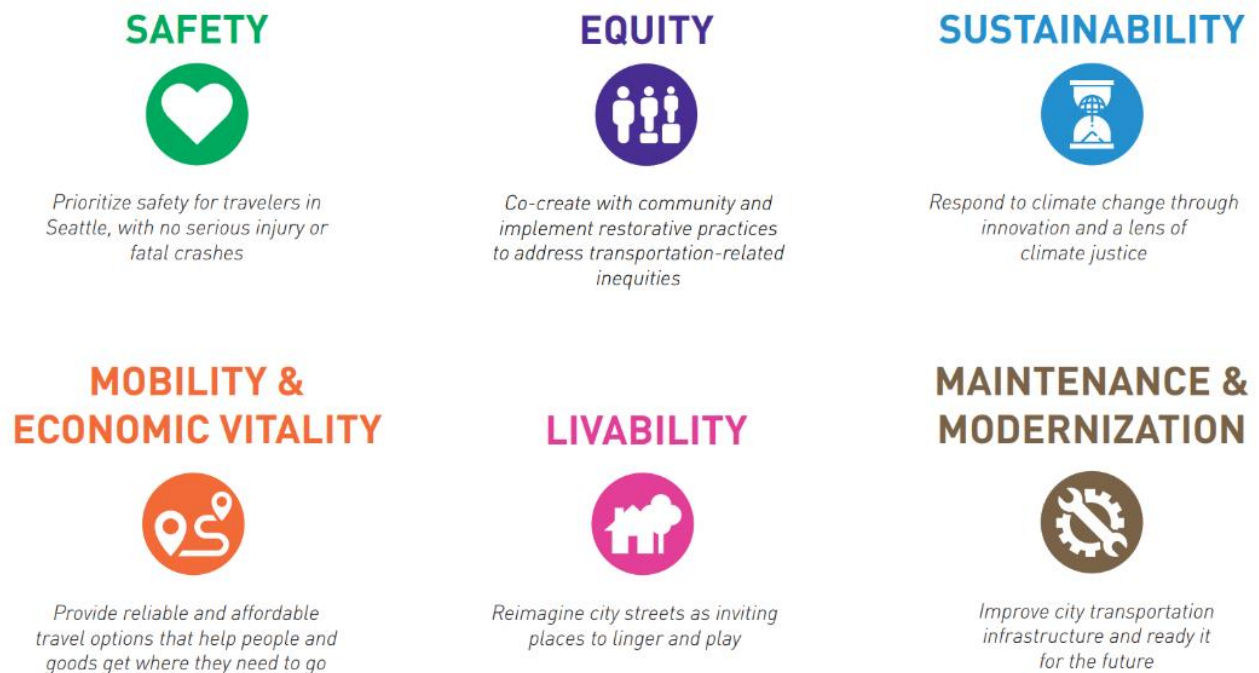 SAFETY
Prioritize safety for travelers in
Seattle, with no serious injury or
fatal crashes
EQUITY
Co-create with community and
implement restorative practices
to address transportation-related
inequities
SUSTAINABILITY
Respond to climate change through
innovation and a lens of
climate justice
MOBILITY &
ECONOMIC VITALITY
Provide reliable and affordable
travel options that help people and
goods get where they need to go
LIVABILITY
Reimagine city streets as inviting
places to linger and play
MAINTENANCE &
MODERNIZATION
Improve city transportation
infrastructure and ready it
for the future